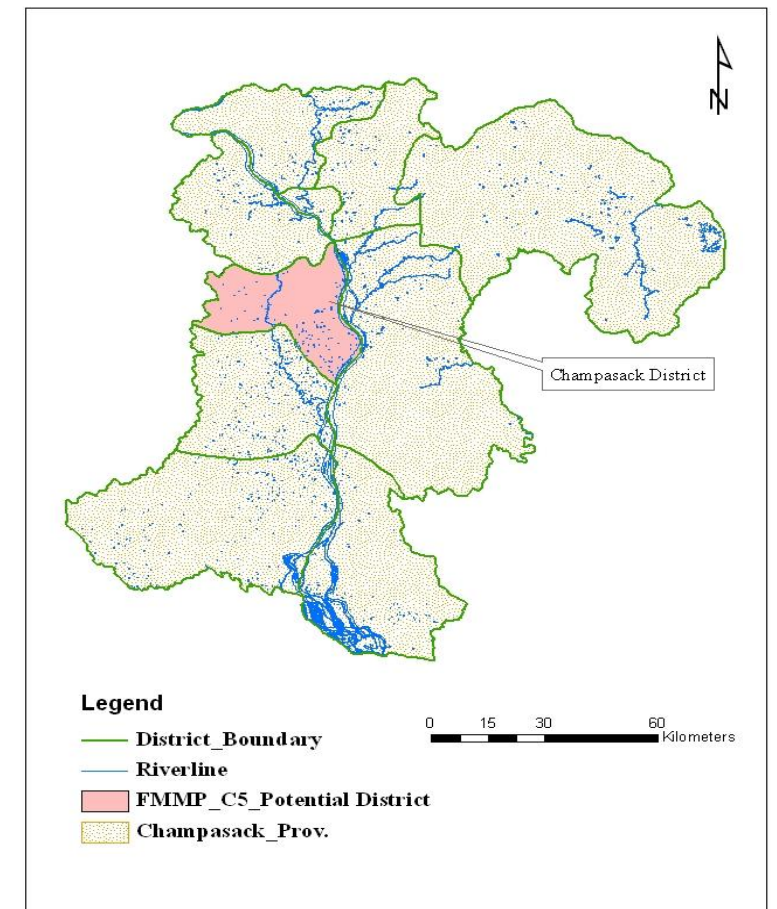 N
Champasack District
Legend
District_Boundary
Riverline
FMMP_C5_Potential District
Champasack_Prov.
0 15 30 60
Kilometers